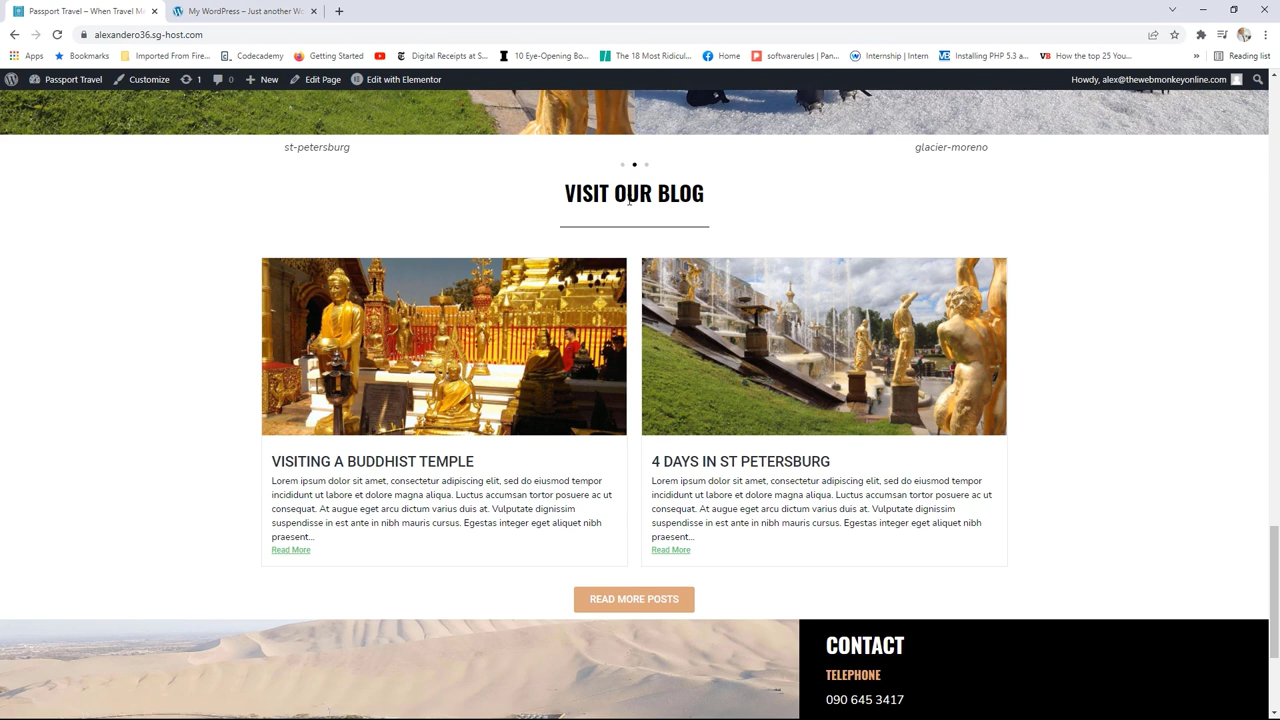 Passport Travel – When Travel Me
My WordPress – Just another Wo
alexandero36.sg-host.com
Apps
Bookmarks
Imported From Fire...
Codecademy
Getting Started
Digital Receipts at S...
10 Eye-Opening Bo...
The 18 Most Ridicul...
Home
softwarerules | Pan...
Internship | Intern
Installing PHP 5.3 a...
How the top 25 You...
»
Reading list
Passport Travel
Customize
1
0
New
Edit Page
Edit with Elementor
Howdy, alex@thewebmonkeyonline.com
st-petersburg
glacier-moreno
VISIT OUR BLOG
VISITING A BUDDHIST TEMPLE
Lorem ipsum dolor sit amet, consectetur adipiscing elit, sed do eiusmod tempor
incididunt ut labore et dolore magna aliqua. Luctus accumsan tortor posuere ac ut
consequat. At augue eget arcu dictum varius duis at. Vulputate dignissim
suspendisse in est ante in nibh mauris cursus. Egestas integer eget aliquet nibh
praesent...
Read More
4 DAYS IN ST PETERSBURG
Lorem ipsum dolor sit amet, consectetur adipiscing elit, sed do eiusmod tempor
incididunt ut labore et dolore magna aliqua. Luctus accumsan tortor posuere ac ut
consequat. At augue eget arcu dictum varius duis at. Vulputate dignissim
suspendisse in est ante in nibh mauris cursus. Egestas integer eget aliquet nibh
praesent...
Read More
READ MORE POSTS
CONTACT
TELEPHONE
090 645 3417